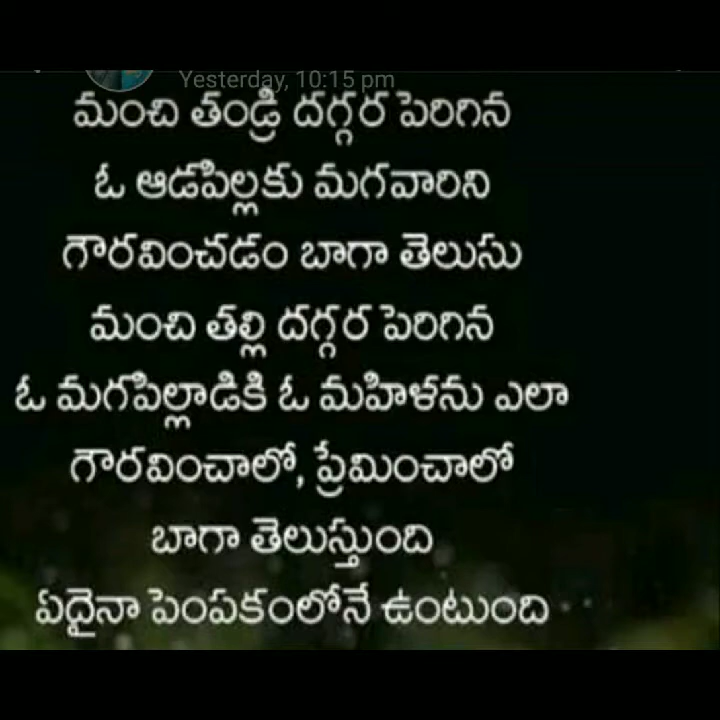 Yesterday, 10:15 pm
మంచి తండ్రి దగ్గర పెరిగిన
ఓ ఆడపిల్లకు మగవారిని
గౌరవించడం బాగా తెలుసు
మంచి తల్లి దగ్గర పెరిగిన
ఓ మగపిల్లాడికి ఓ మహిళను ఎలా
గౌరవించాలో, ప్రేమించాలో
బాగా తెలుస్తుంది
ఏదైనా పెంపకంలోనే ఉంటుంది